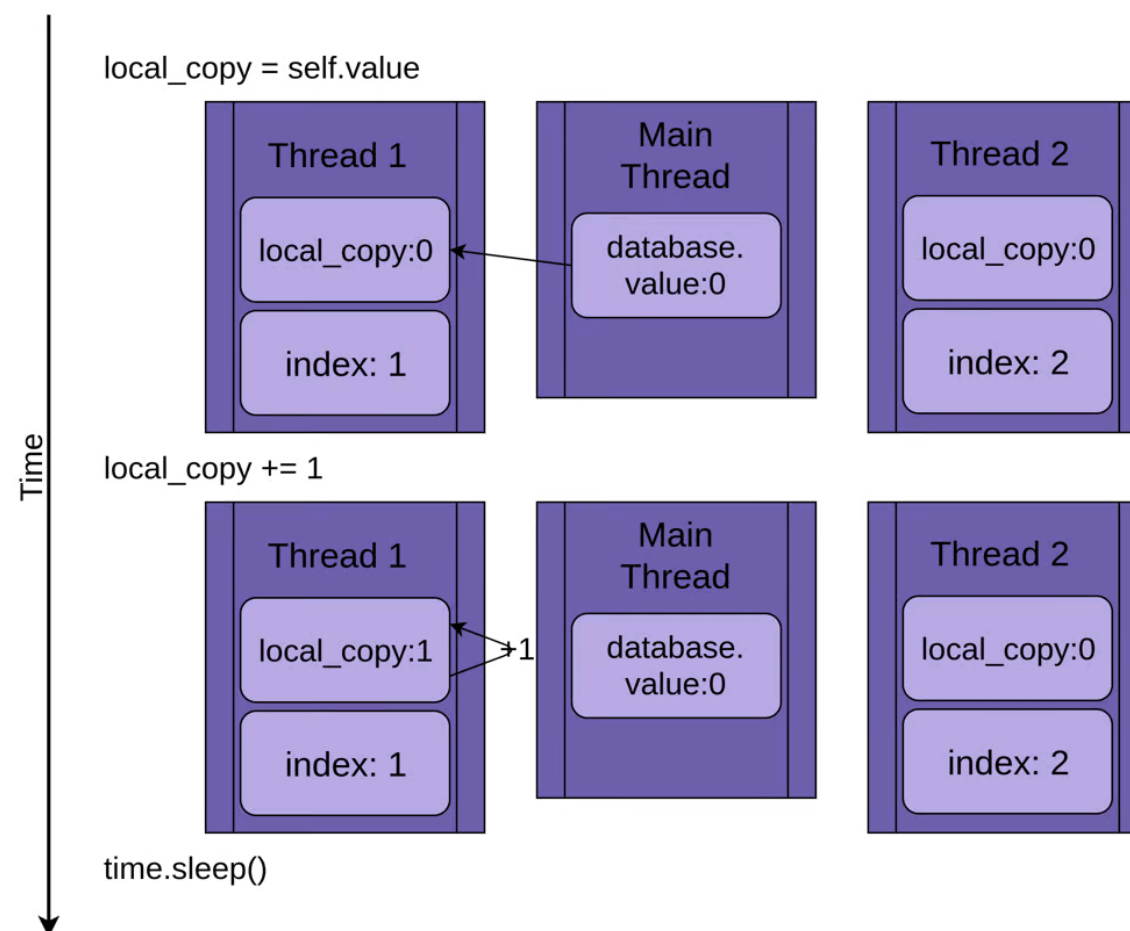 local_copy = self.value
Thread 1
Main
Thread
Thread 2
local_copy:0
database.
value:0
local_copy:0
index: 1
index: 2
Time
local_copy += 1
Thread 1
Main
Thread
Thread 2
local_copy:1
+1
database.
value:0
local_copy:0
index: 1
index: 2
time.sleep()